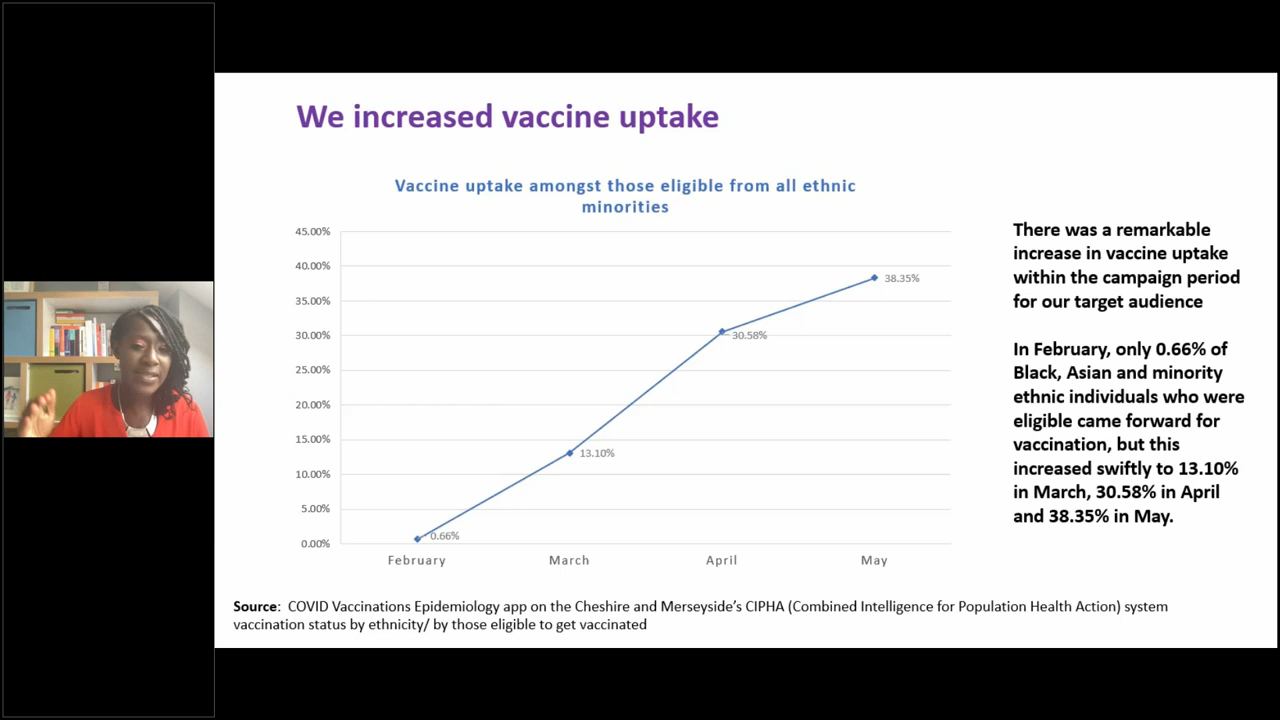 We increased vaccine uptake
Vaccine uptake amongst those eligible from all ethnic
minorities
45.00%
40.00%
35.00%
30.00%
25.00%
20.00%
15.00%
10.00%
5.00%
0.00%
0.66%
13.10%
30.58%
38.35%
February
March
April
May
There was a remarkable
increase in vaccine uptake
within the campaign period
for our target audience
In February, only 0.66% of
Black, Asian and minority
ethnic individuals who were
eligible came forward for
vaccination, but this
increased swiftly to 13.10%
in March, 30.58% in April
and 38.35% in May.
Source: COVID Vaccinations Epidemiology app on the Cheshire and Merseyside's CIPHA (Combined Intelligence for Population Health Action) system
vaccination status by ethnicity/ by those eligible to get vaccinated